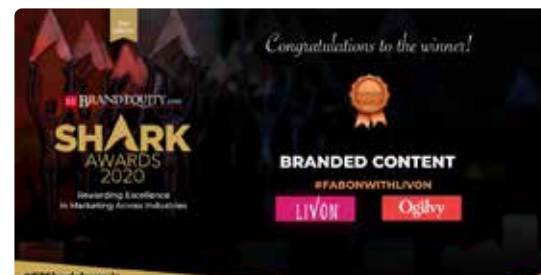 Congratulations to the winner!
ET BRANDEQUITY.com
SHARK
AWARDS
2020
Rewarding Excellence
in Marketing Across Industries
BRANDED CONTENT
#FABONWITHLIVON
LIVON
Ogilvy